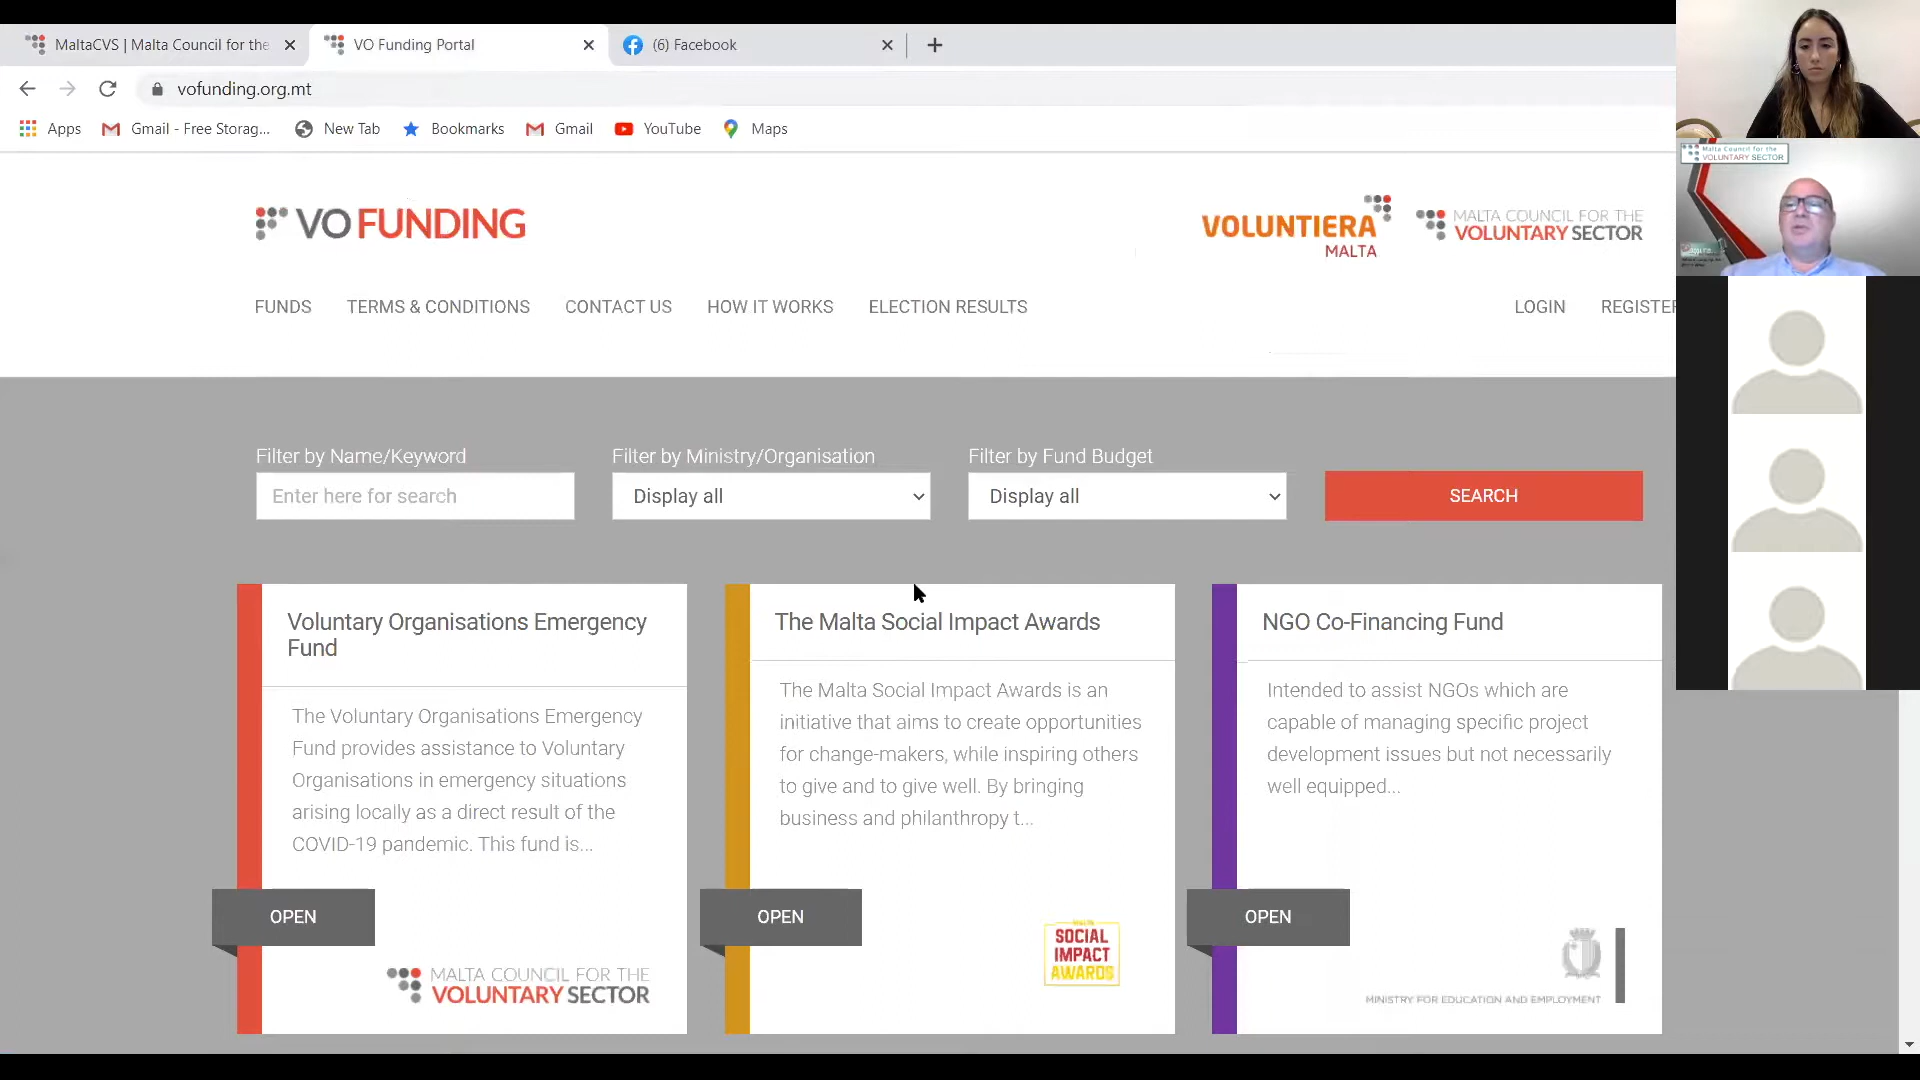 MaltaCVS | Malta Council for the
VO Funding Portal
(6) Facebook
vofunding.org.mt
Apps
Gmail - Free Storag...
New Tab
Bookmarks
Gmail
YouTube
Maps
Malta Council for the
VOLUNTARY SECTOR
VO FUNDING
VOLUNTIERA
MALTA
MALTA COUNCIL FOR THE
VOLUNTARY SECTOR
FUNDS
TERMS & CONDITIONS
CONTACT US
HOW IT WORKS
ELECTION RESULTS
LOGIN
REGISTER
Filter by Name/Keyword
Filter by Ministry/Organisation
Filter by Fund Budget
Enter here for search
Display all
Display all
SEARCH
Voluntary Organisations Emergency
Fund
The Voluntary Organisations Emergency
Fund provides assistance to Voluntary
Organisations in emergency situations
arising locally as a direct result of the
COVID-19 pandemic. This fund is...
OPEN
MALTA COUNCIL FOR THE
VOLUNTARY SECTOR
The Malta Social Impact Awards
The Malta Social Impact Awards is an
initiative that aims to create opportunities
for change-makers, while inspiring others
to give and to give well. By bringing
business and philanthropy t...
OPEN
MALTA
SOCIAL
IMPACT
AWARDS
NGO Co-Financing Fund
Intended to assist NGOs which are
capable of managing specific project
development issues but not necessarily
well equipped...
OPEN
MINISTRY FOR EDUCATION AND EMPLOYMENT